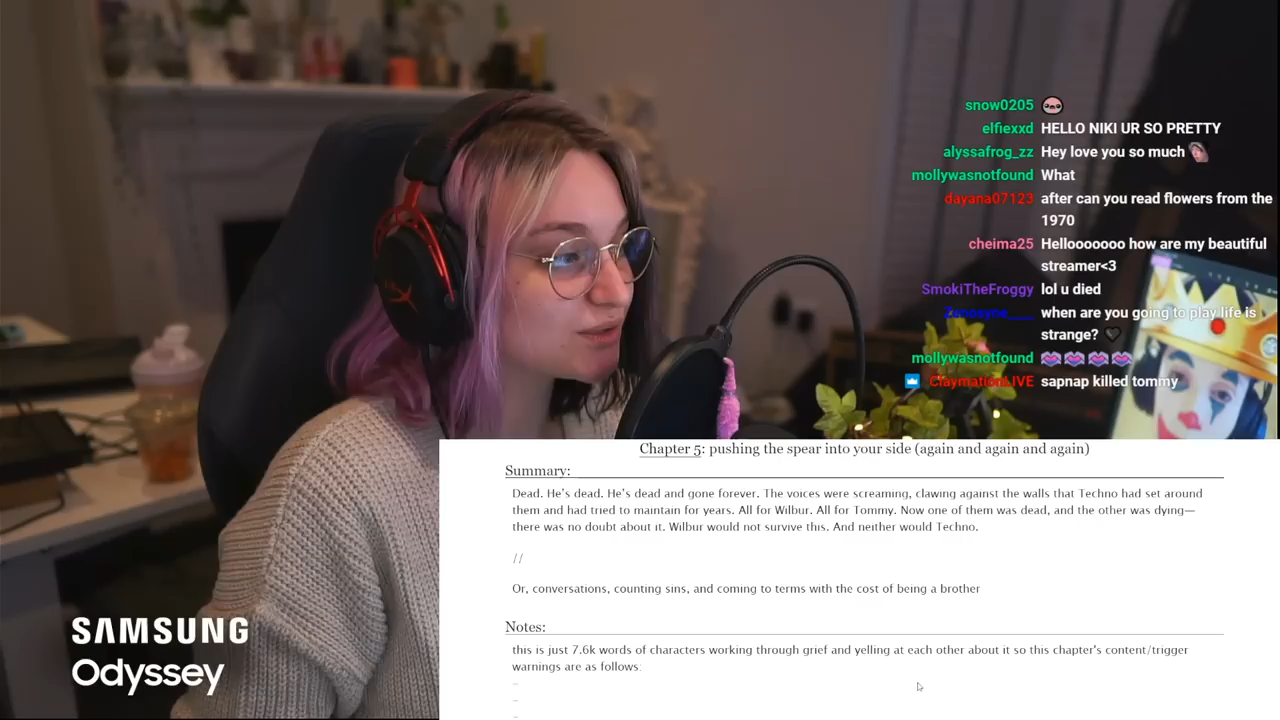 snow0205
elfiexxd HELLO NIKI UR SO PRETTY
alyssafrog_zz Hey love you so much
mollywasnotfound What
dayana07123 after can you read flowers from the
1970
cheima25 Hellooooooo how are my beautiful
streamer<3
SmokiTheFroggy lol u died
when are you going to play life is
strange?
mollywasnotfound
ClaymationLIVE sapnap killed tommy
Chapter 5: pushing the spear into your side (again and again and again)
Summary:
Dead. He's dead. He's dead and gone forever. The voices were screaming, clawing against the walls that Techno had set around
them and had tried to maintain for years. All for Wilbur. All for Tommy. Now one of them was dead, and the other was dying—
there was no doubt about it. Wilbur would not survive this. And neither would Techno.
//
Or, conversations, counting sins, and coming to terms with the cost of being a brother
Notes:
this is just 7.6k words of characters working through grief and yelling at each other about it so this chapter's content/trigger
warnings are as follows:
–
–
–
SAMSUNG
Odyssey